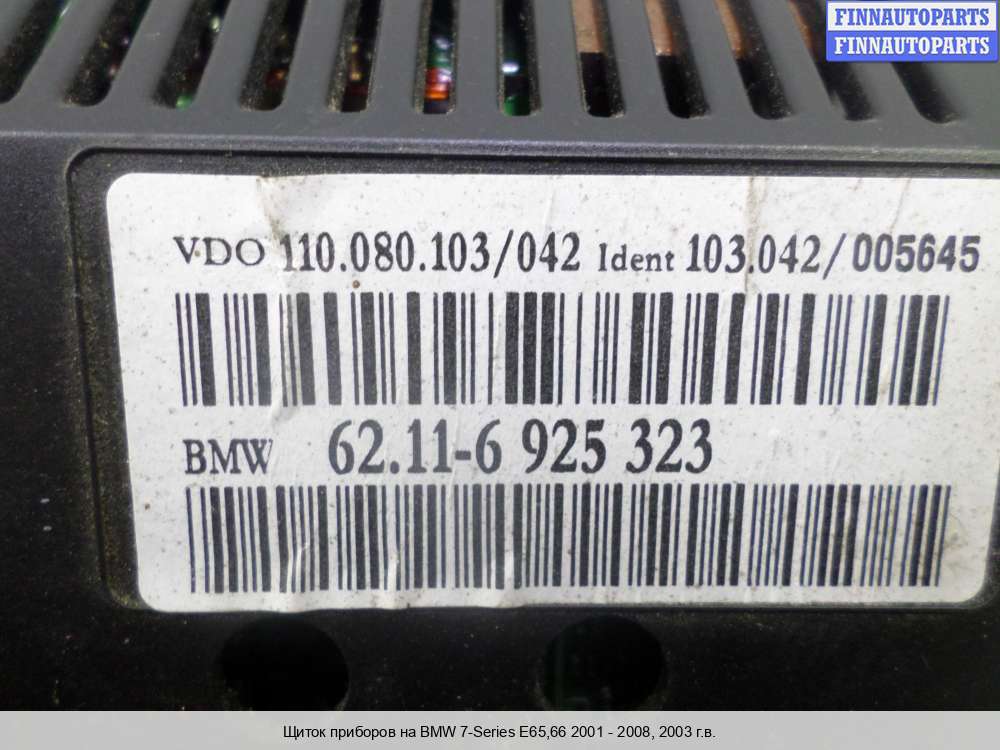 FINNAUTOPARTS
FINNAUTOPARTS
VDO 110.080.103/042 Ident 103.042/005645
BMW 62.11-6 925 323
Щиток приборов на BMW 7-Series E65,66 2001 - 2008, 2003 г.в.